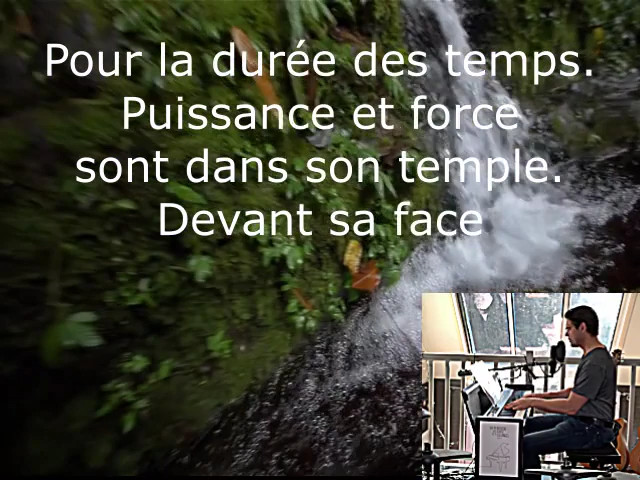 Pour la durée des temps.
Puissance et force
sont dans son temple.
Devant sa face